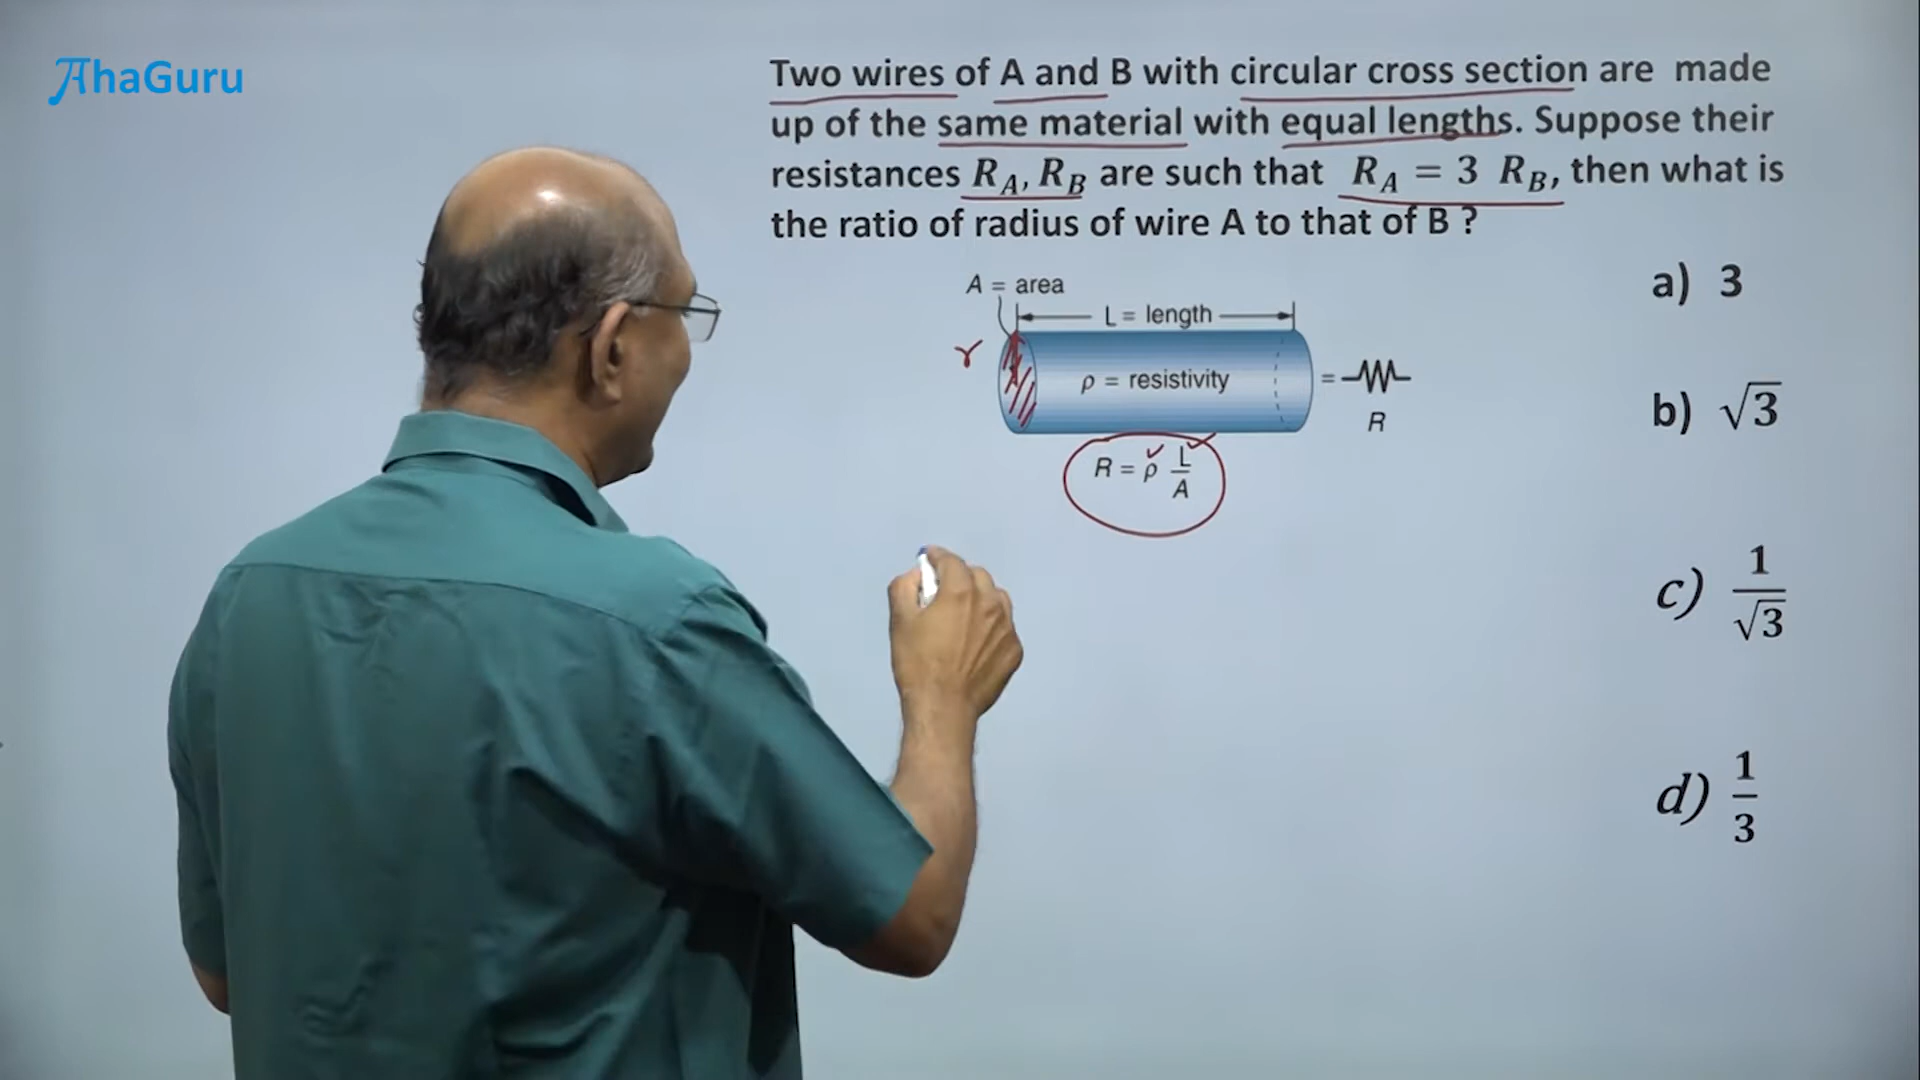 AhaGuru
Two wires of A and B with circular cross section are made
up of the same material with equal lengths. Suppose their
resistances R_A, R_B are such that R_A = 3 R_B, then what is
the ratio of radius of wire A to that of B ?
A = area
L = length
r
ρ = resistivity
=
R
R = ρ L/A
a) 3
b) √3
c) 1/√3
d) 1/3